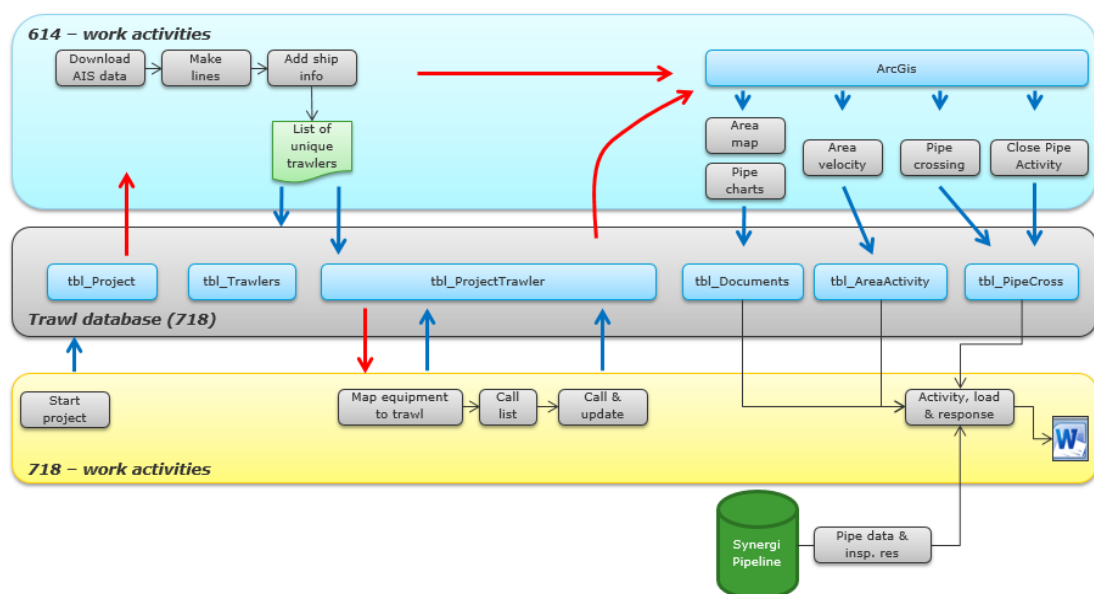 614 – work activities
Download
AIS data
Make
lines
Add ship
info
ArcGis
List of
unique
trawlers
Area
map
Pipe
charts
Area
velocity
Pipe
crossing
Close Pipe
Activity
tbl_Project
tbl_Trawlers
tbl_ProjectTrawler
tbl_Documents
tbl_AreaActivity
tbl_PipeCross
Trawl database (718)
Start
project
Map equipment
to trawl
Call
list
Call &
update
Activity, load
& response
W
718 – work activities
Synergi
Pipeline
Pipe data &
insp. res